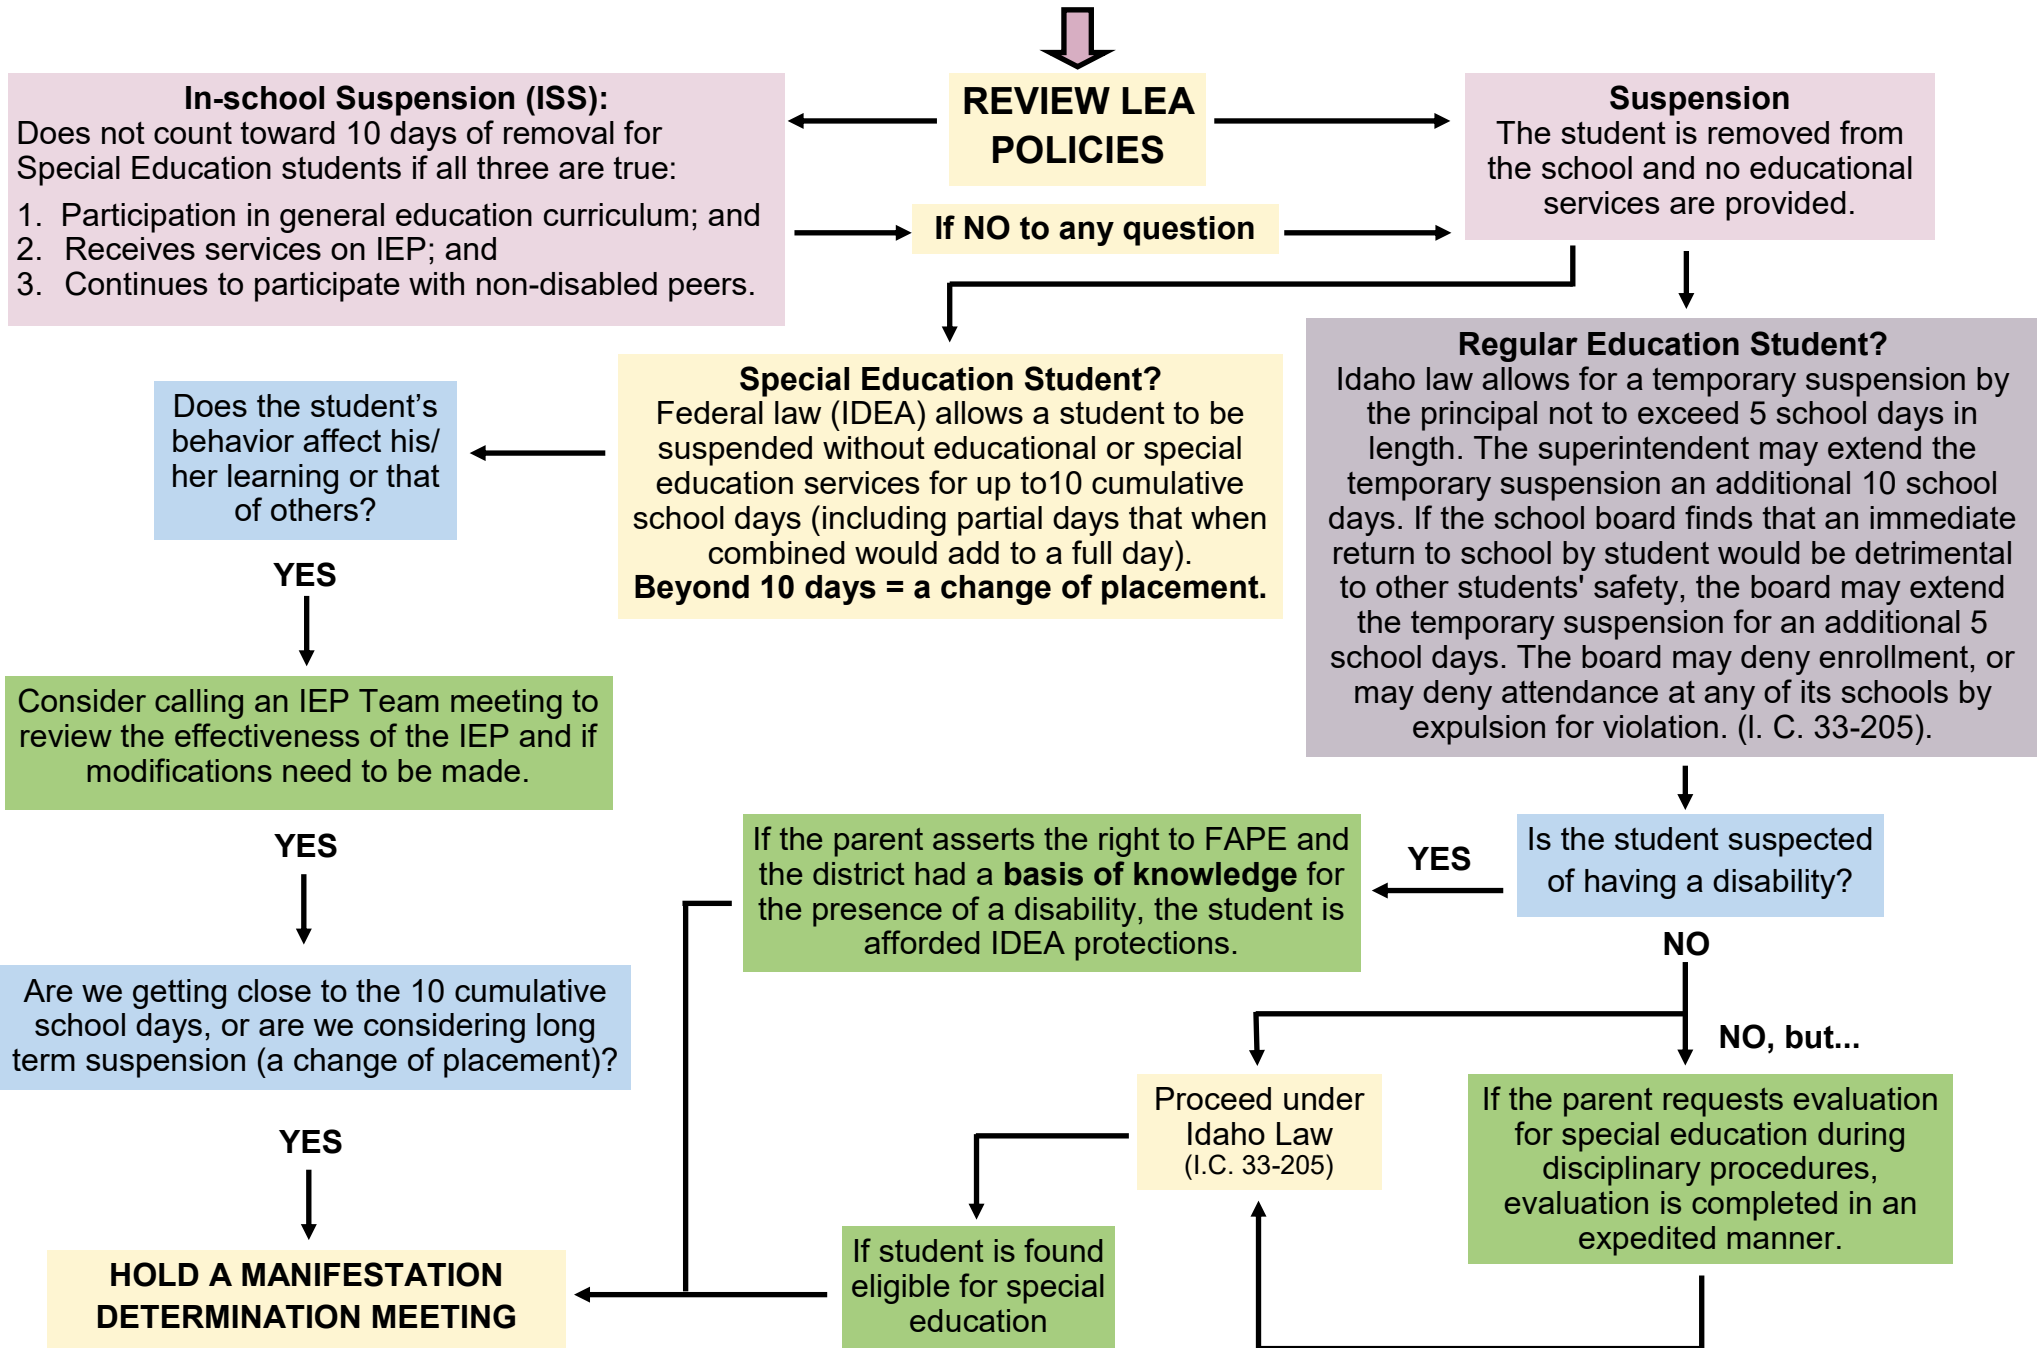 REVIEW LEA
POLICIES
In-school Suspension (ISS):
Does not count toward 10 days of removal for
Special Education students if all three are true:
1. Participation in general education curriculum; and
2. Receives services on IEP; and
3. Continues to participate with non-disabled peers.
If NO to any question
Suspension
The student is removed from
the school and no educational
services are provided.
Special Education Student?
Federal law (IDEA) allows a student to be
suspended without educational or special
education services for up to10 cumulative
school days (including partial days that when
combined would add to a full day).
Beyond 10 days = a change of placement.
Regular Education Student?
Idaho law allows for a temporary suspension by
the principal not to exceed 5 school days in
length. The superintendent may extend the
temporary suspension an additional 10 school
days. If the school board finds that an immediate
return to school by student would be detrimental
to other students' safety, the board may extend
the temporary suspension for an additional 5
school days. The board may deny enrollment, or
may deny attendance at any of its schools by
expulsion for violation. (I. C. 33-205).
Does the student’s
behavior affect his/
her learning or that
of others?
YES
Consider calling an IEP Team meeting to
review the effectiveness of the IEP and if
modifications need to be made.
YES
Are we getting close to the 10 cumulative
school days, or are we considering long
term suspension (a change of placement)?
YES
HOLD A MANIFESTATION
DETERMINATION MEETING
Is the student suspected
of having a disability?
YES
If the parent asserts the right to FAPE and
the district had a basis of knowledge for
the presence of a disability, the student is
afforded IDEA protections.
NO
NO, but...
Proceed under
Idaho Law
(I.C. 33-205)
If the parent requests evaluation
for special education during
disciplinary procedures,
evaluation is completed in an
expedited manner.
If student is found
eligible for special
education